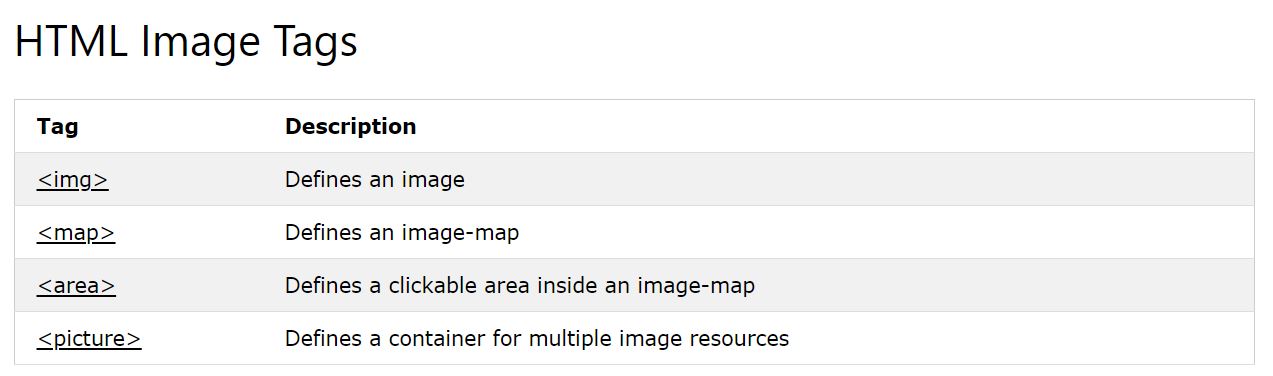 HTML Image Tags
Tag Description
<img> Defines an image
<map> Defines an image-map
<area> Defines a clickable area inside an image-map
<picture> Defines a container for multiple image resources